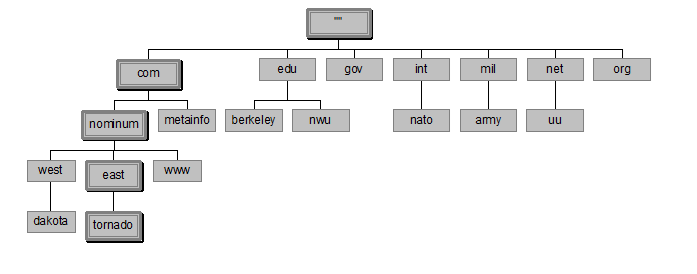 ""
com edu gov int mil net org
nominum metainfo berkeley nwu nato army uu
west east www
dakota tornado